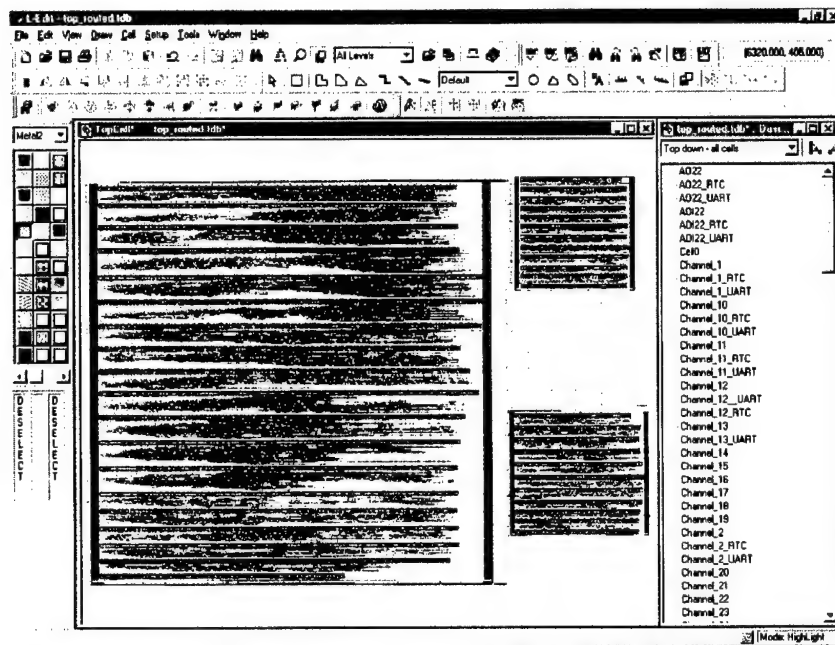 L-Edit - top_routed.tdb
File Edit View Draw Cell Setup Tools Window Help
All Levels
(6320.000, 405.000)
Default
Metal2
TopCell* top_routed.tdb*
top_routed.tdb*
Top down - all cells
AO22
AO22_RTC
AO22_UART
AOI22
AOI22_RTC
AOI22_UART
Cell0
Channel_1
Channel_1_RTC
Channel_1_UART
Channel_10
Channel_10_RTC
Channel_10_UART
Channel_11
Channel_11_RTC
Channel_11_UART
Channel_12
Channel_12__UART
Channel_12_RTC
Channel_13
Channel_13_UART
Channel_14
Channel_15
Channel_16
Channel_17
Channel_18
Channel_19
Channel_2
Channel_2_RTC
Channel_2_UART
Channel_20
Channel_21
Channel_22
Channel_23
DESELECT
DESELECT
Mode: HighLight